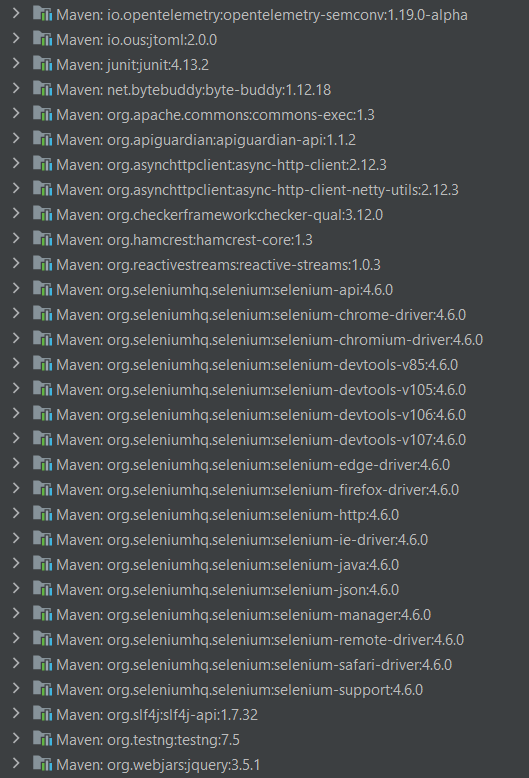 Maven: io.opentelemetry:opentelemetry-semconv:1.19.0-alpha
Maven: io.ous:jtoml:2.0.0
Maven: junit:junit:4.13.2
Maven: net.bytebuddy:byte-buddy:1.12.18
Maven: org.apache.commons:commons-exec:1.3
Maven: org.apiguardian:apiguardian-api:1.1.2
Maven: org.asynchttpclient:async-http-client:2.12.3
Maven: org.asynchttpclient:async-http-client-netty-utils:2.12.3
Maven: org.checkerframework:checker-qual:3.12.0
Maven: org.hamcrest:hamcrest-core:1.3
Maven: org.reactivestreams:reactive-streams:1.0.3
Maven: org.seleniumhq.selenium:selenium-api:4.6.0
Maven: org.seleniumhq.selenium:selenium-chrome-driver:4.6.0
Maven: org.seleniumhq.selenium:selenium-chromium-driver:4.6.0
Maven: org.seleniumhq.selenium:selenium-devtools-v85:4.6.0
Maven: org.seleniumhq.selenium:selenium-devtools-v105:4.6.0
Maven: org.seleniumhq.selenium:selenium-devtools-v106:4.6.0
Maven: org.seleniumhq.selenium:selenium-devtools-v107:4.6.0
Maven: org.seleniumhq.selenium:selenium-edge-driver:4.6.0
Maven: org.seleniumhq.selenium:selenium-firefox-driver:4.6.0
Maven: org.seleniumhq.selenium:selenium-http:4.6.0
Maven: org.seleniumhq.selenium:selenium-ie-driver:4.6.0
Maven: org.seleniumhq.selenium:selenium-java:4.6.0
Maven: org.seleniumhq.selenium:selenium-json:4.6.0
Maven: org.seleniumhq.selenium:selenium-manager:4.6.0
Maven: org.seleniumhq.selenium:selenium-remote-driver:4.6.0
Maven: org.seleniumhq.selenium:selenium-safari-driver:4.6.0
Maven: org.seleniumhq.selenium:selenium-support:4.6.0
Maven: org.slf4j:slf4j-api:1.7.32
Maven: org.testng:testng:7.5
Maven: org.webjars:jquery:3.5.1